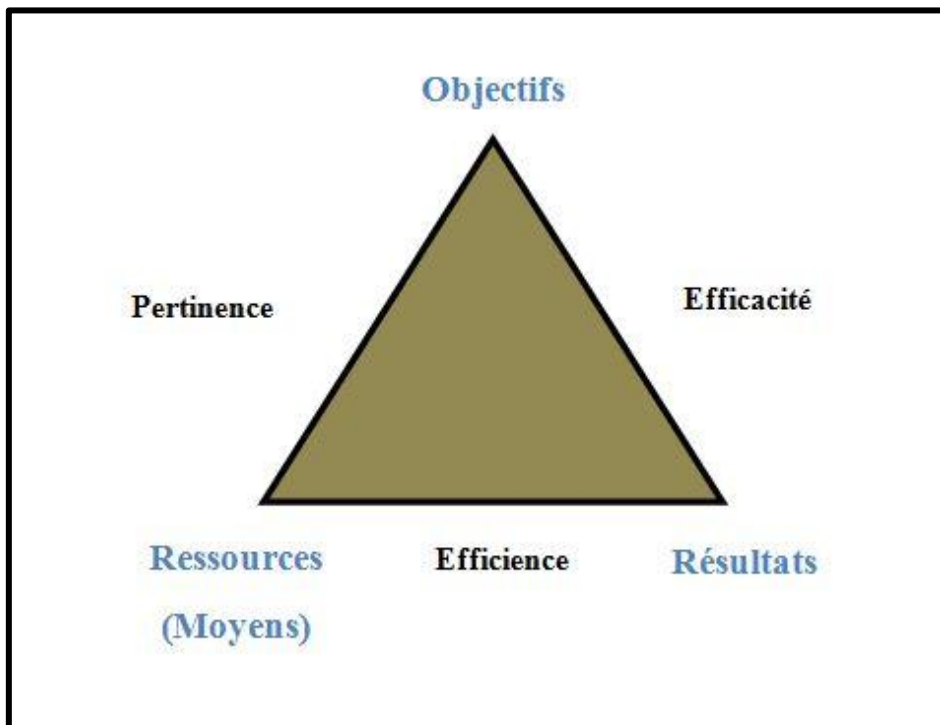 Objectifs
Pertinence
Efficacité
Ressources
(Moyens)
Efficience
Résultats